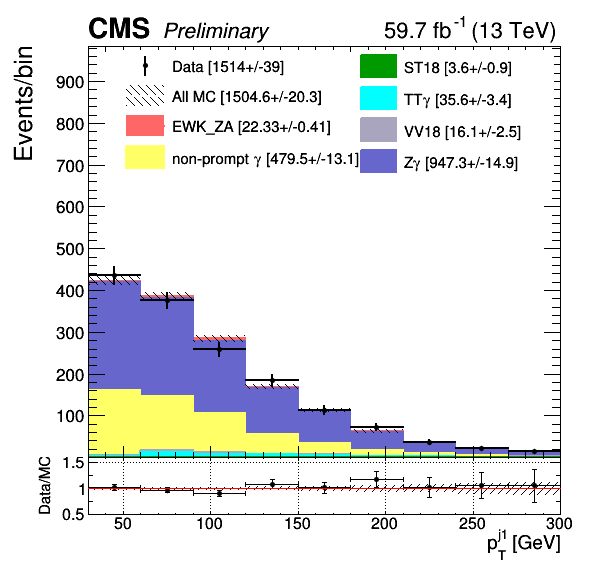 CMS Preliminary 59.7 fb⁻¹ (13 TeV)
Events/bin
Data [1514+/-39]
All MC [1504.6+/-20.3]
EWK_ZA [22.33+/-0.41]
non-prompt γ [479.5+/-13.1]
ST18 [3.6+/-0.9]
TTγ [35.6+/-3.4]
VV18 [16.1+/-2.5]
Zγ [947.3+/-14.9]
900
800
700
600
500
400
300
200
100
Data/MC
1.5
1
0.5
50 100 150 200 250 300
p_T^j1 [GeV]